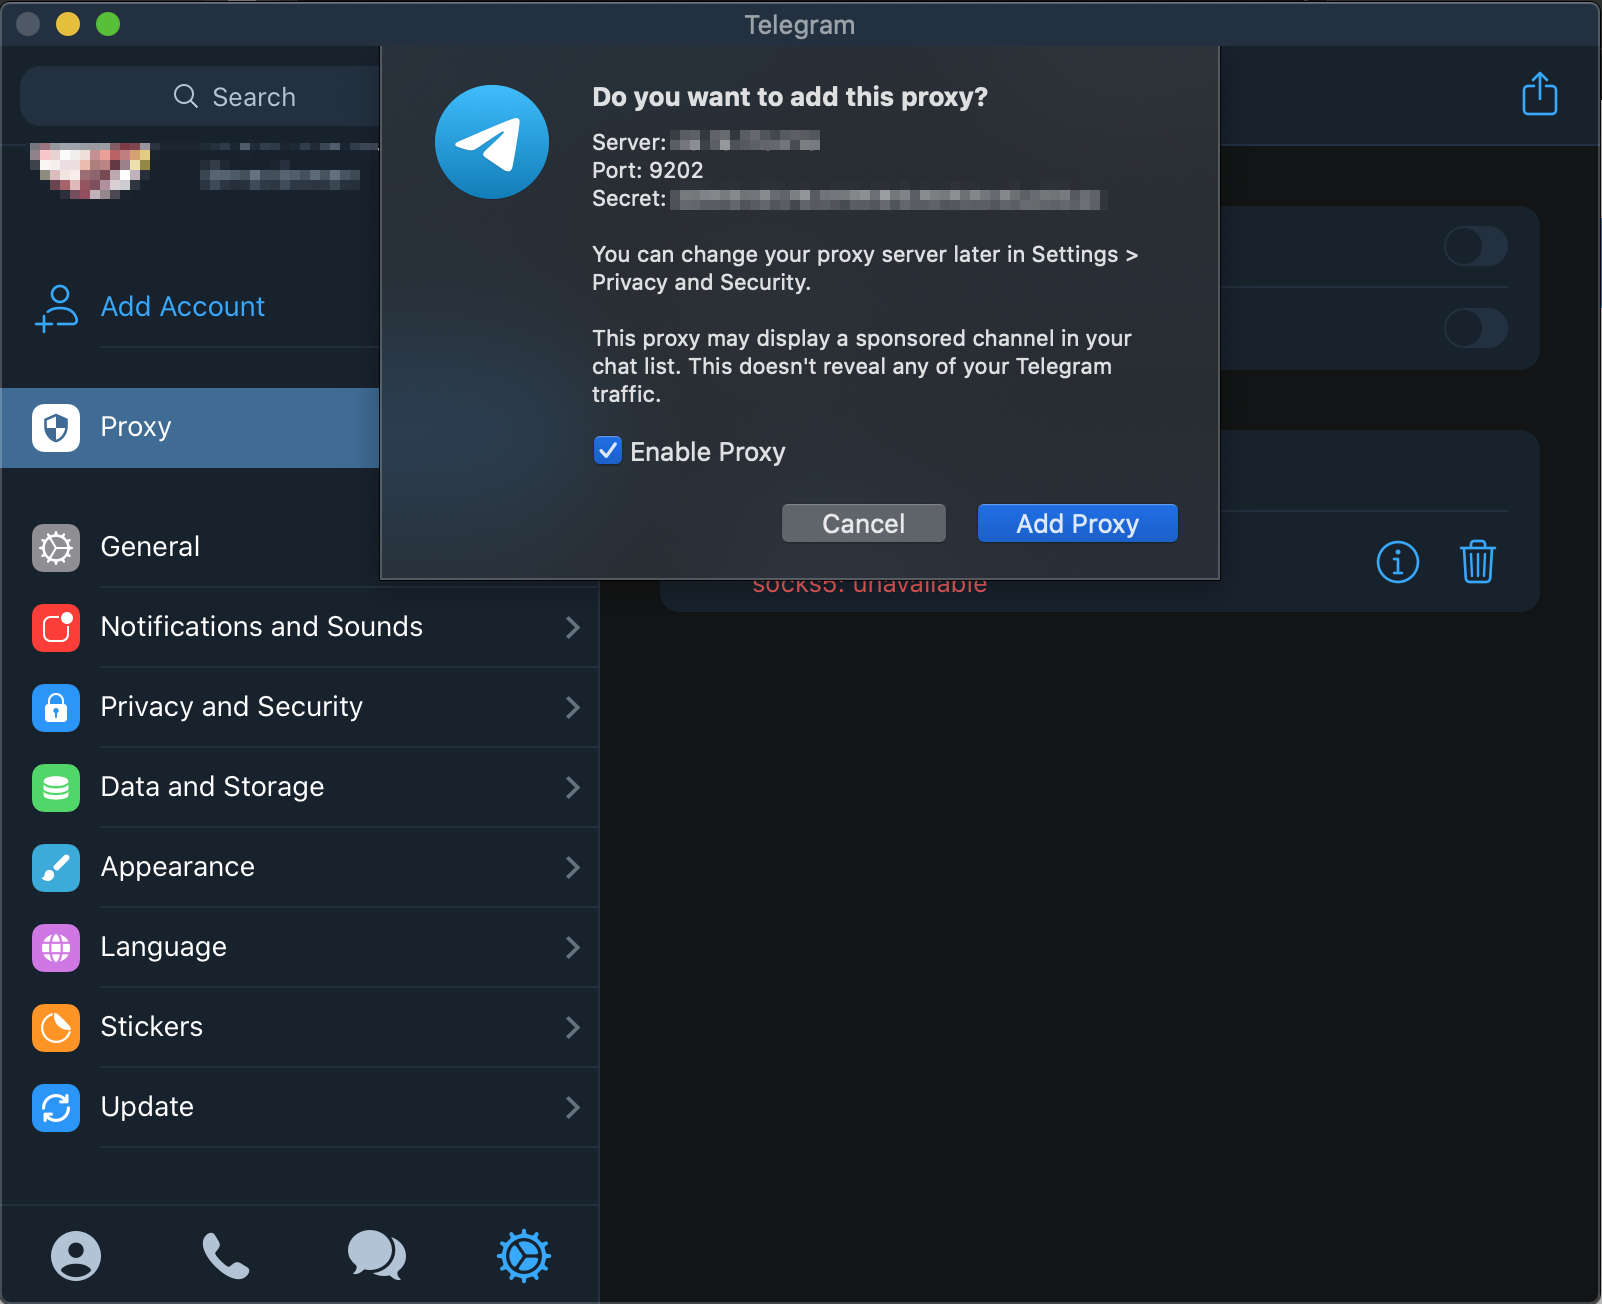 Telegram
Search
Do you want to add this proxy?
Server:
Port: 9202
Secret:
You can change your proxy server later in Settings >
Privacy and Security.
This proxy may display a sponsored channel in your
chat list. This doesn't reveal any of your Telegram
traffic.
Enable Proxy
Cancel
Add Proxy
socks5: unavailable
Add Account
Proxy
General
Notifications and Sounds
Privacy and Security
Data and Storage
Appearance
Language
Stickers
Update